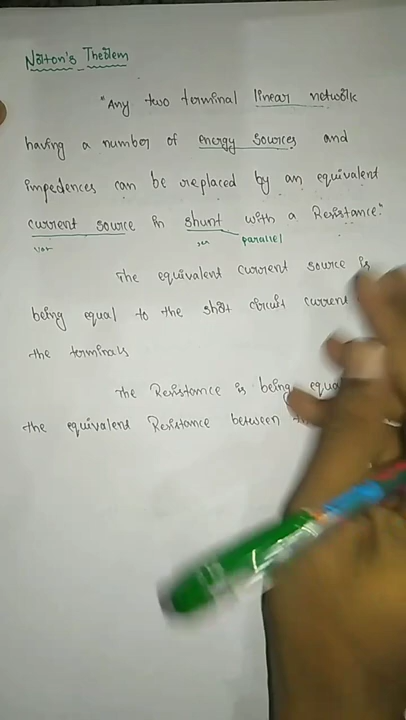 Norton's Theorem
"Any two terminal linear network
having a number of energy sources and
impedences can be replaced by an equivalent
current source in shunt with a Resistance."
parallel
The equivalent current source is
being equal to the short circuit current
the terminals
The Resistance is being
the equivalent Resistance between